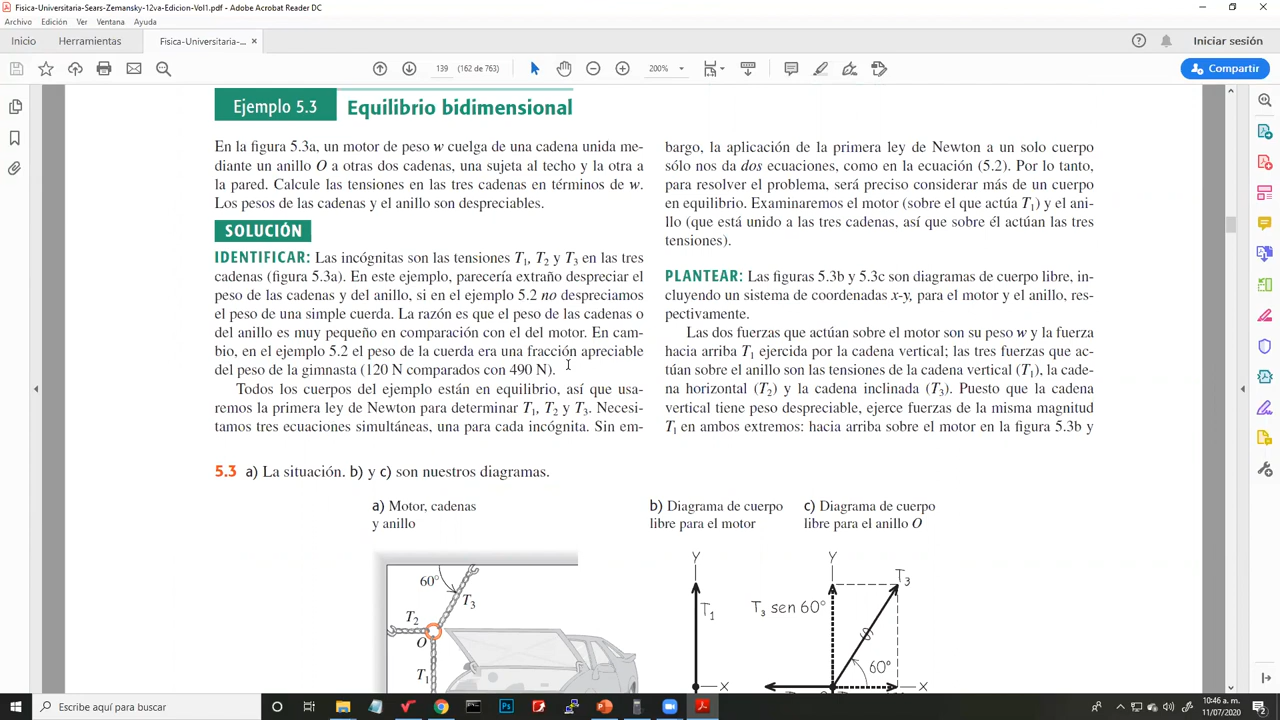 Fisica-Universitaria-Sears-Zemansky-12va-Edicion-Vol1.pdf - Adobe Acrobat Reader DC
Archivo Edición Ver Ventana Ayuda
Inicio Herramientas Fisica-Universitaria-... × Iniciar sesión
139 (162 de 763) 200% Compartir
Ejemplo 5.3 Equilibrio bidimensional
En la figura 5.3a, un motor de peso w cuelga de una cadena unida me-
diante un anillo O a otras dos cadenas, una sujeta al techo y la otra a
la pared. Calcule las tensiones en las tres cadenas en términos de w.
Los pesos de las cadenas y el anillo son despreciables.
SOLUCIÓN
IDENTIFICAR: Las incógnitas son las tensiones T1, T2 y T3 en las tres
cadenas (figura 5.3a). En este ejemplo, parecería extraño despreciar el
peso de las cadenas y del anillo, si en el ejemplo 5.2 no despreciamos
el peso de una simple cuerda. La razón es que el peso de las cadenas o
del anillo es muy pequeño en comparación con el del motor. En cam-
bio, en el ejemplo 5.2 el peso de la cuerda era una fracción apreciable
del peso de la gimnasta (120 N comparados con 490 N).
Todos los cuerpos del ejemplo están en equilibrio, así que usa-
remos la primera ley de Newton para determinar T1, T2 y T3. Necesi-
tamos tres ecuaciones simultáneas, una para cada incógnita. Sin em-
bargo, la aplicación de la primera ley de Newton a un solo cuerpo
sólo nos da dos ecuaciones, como en la ecuación (5.2). Por lo tanto,
para resolver el problema, será preciso considerar más de un cuerpo
en equilibrio. Examinaremos el motor (sobre el que actúa T1) y el ani-
llo (que está unido a las tres cadenas, así que sobre él actúan las tres
tensiones).
PLANTEAR: Las figuras 5.3b y 5.3c son diagramas de cuerpo libre, in-
cluyendo un sistema de coordenadas x-y, para el motor y el anillo, res-
pectivamente.
Las dos fuerzas que actúan sobre el motor son su peso w y la fuerza
hacia arriba T1 ejercida por la cadena vertical; las tres fuerzas que ac-
túan sobre el anillo son las tensiones de la cadena vertical (T1), la cade-
na horizontal (T2) y la cadena inclinada (T3). Puesto que la cadena
vertical tiene peso despreciable, ejerce fuerzas de la misma magnitud
T1 en ambos extremos: hacia arriba sobre el motor en la figura 5.3b y
5.3 a) La situación. b) y c) son nuestros diagramas.
a) Motor, cadenas
y anillo
b) Diagrama de cuerpo
libre para el motor
c) Diagrama de cuerpo
libre para el anillo O
60°
T3
T2
O
T1
Y
T1
X
Y
T3
T3 sen 60°
60°
X
Escribe aquí para buscar
10:46 a. m.
11/07/2020
2